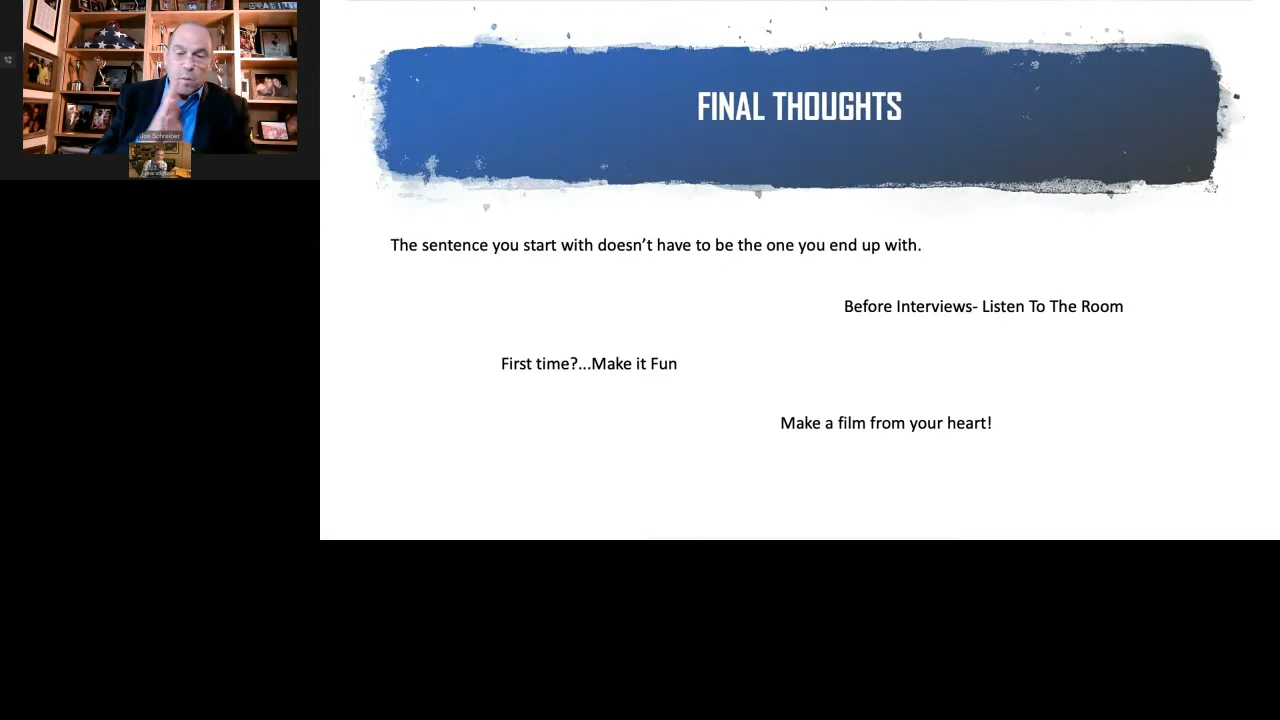 Joe Schreiber
FINAL THOUGHTS
The sentence you start with doesn’t have to be the one you end up with.
Before Interviews- Listen To The Room
First time?...Make it Fun
Make a film from your heart!